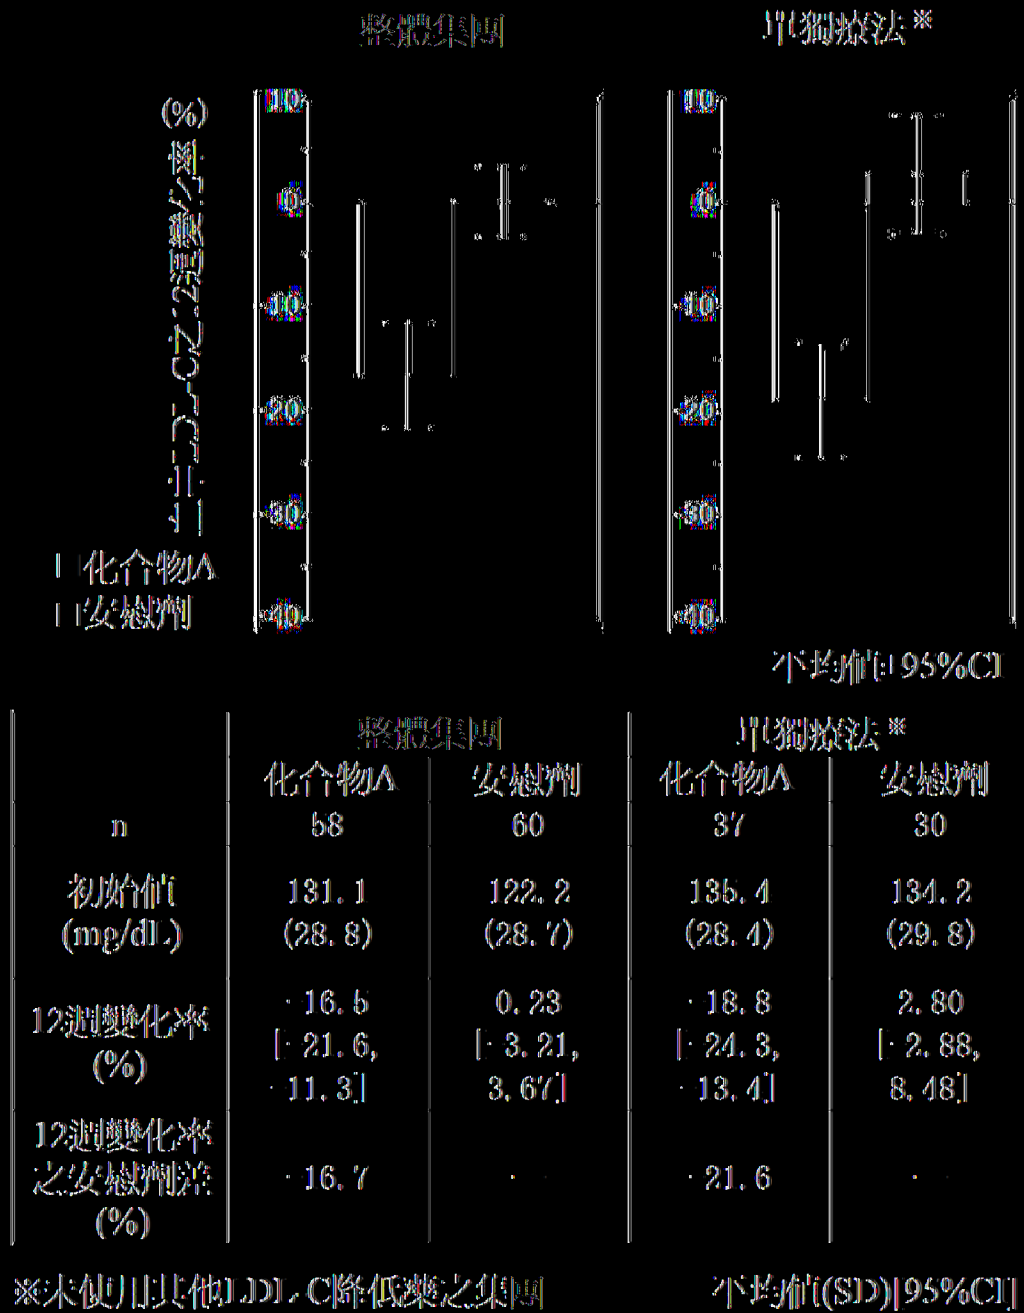 整體集團 單獨療法※
(%)
血中LDL-C之12週變化率
10 10
0 0
-10 -10
-20 -20
-30 -30
-40 -40
□化合物A
□安慰劑
平均值±95%CI
整體集團 單獨療法※
化合物A 安慰劑 化合物A 安慰劑
n 58 60 37 30
初始值 131.1 122.2 135.4 134.2
(mg/dL) (28.8) (28.7) (28.4) (29.8)
12週變化率 -16.5 0.23 -18.8 2.80
(%) [-21.6, [-3.21, [-24.3, [-2.88,
-11.3] 3.67] -13.4] 8.48]
12週變化率
之安慰劑差 -16.7 - -21.6 -
(%)
※未使用其他LDL-C降低藥之集團 平均值(SD)[95%CI]